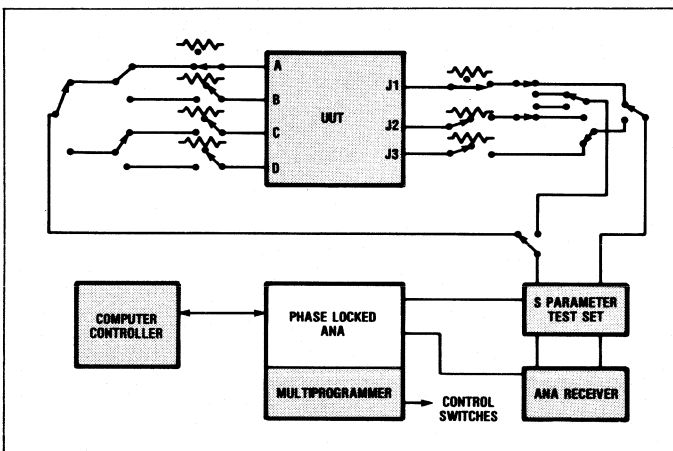 A
B
C
D
UUT
J1
J2
J3
COMPUTER
CONTROLLER
PHASE LOCKED
ANA
MULTIPROGRAMMER
CONTROL
SWITCHES
S PARAMETER
TEST SET
ANA RECEIVER